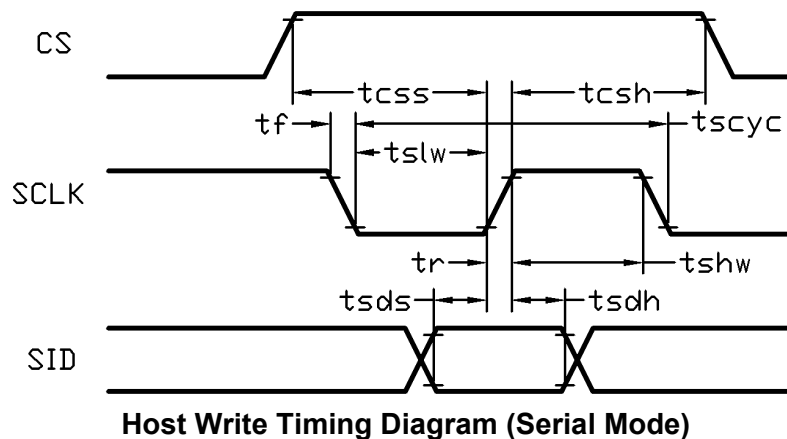 CS
tcss
tcsh
tf
tscyc
tslw
SCLK
tr
tshw
tsds
tsdh
SID
Host Write Timing Diagram (Serial Mode)